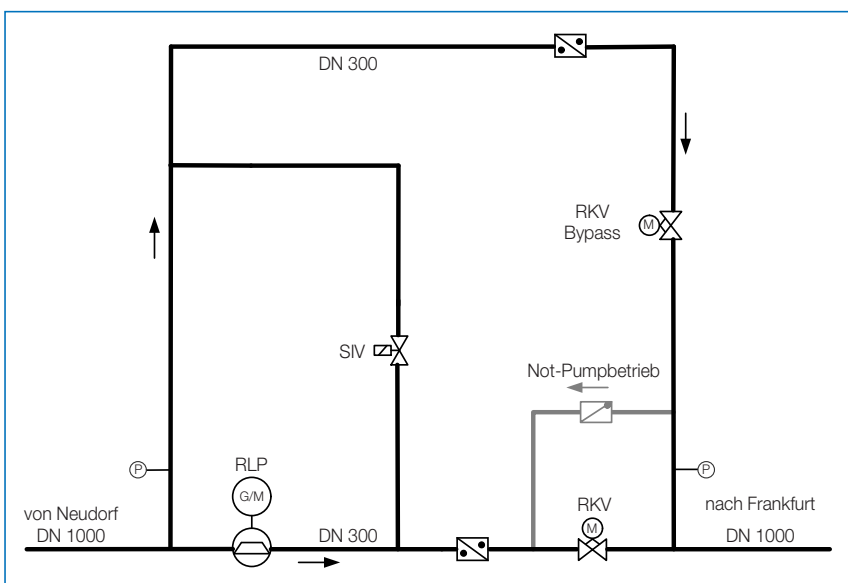 DN 300
RKV
Bypass
M
SIV
Not-Pumpbetrieb
P
RLP
G/M
P
von Neudorf
DN 1000
DN 300
RKV
M
nach Frankfurt
DN 1000